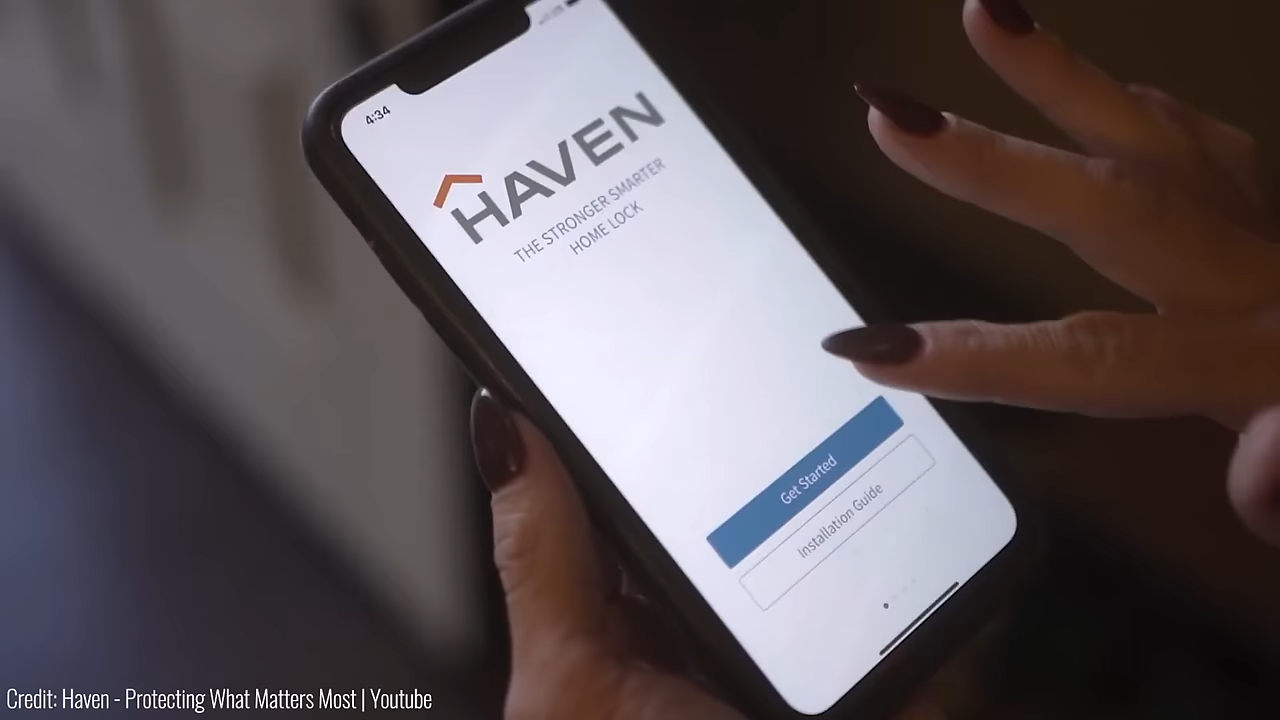 4:34
HAVEN
THE STRONGER SMARTER
HOME LOCK
Get Started
Installation Guide
Credit: Haven - Protecting What Matters Most | Youtube